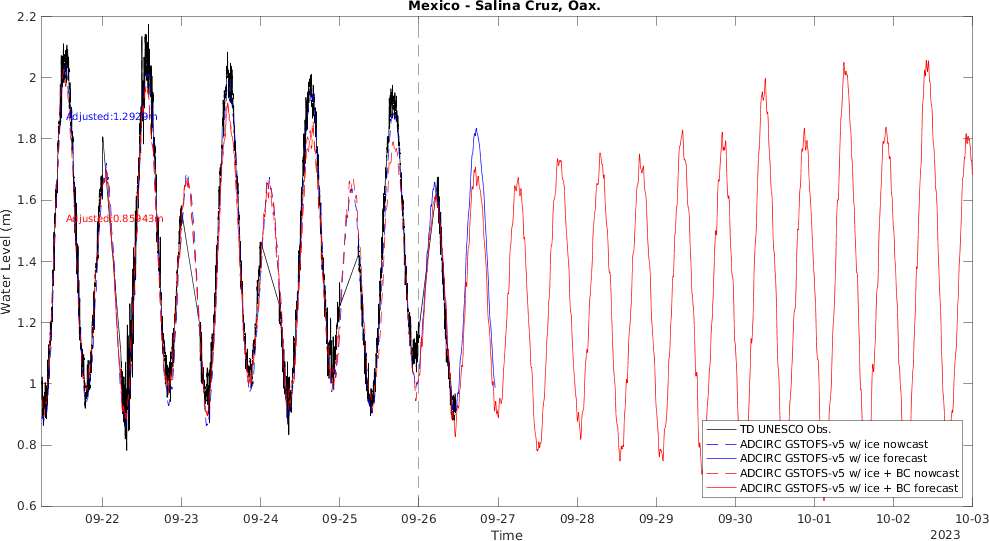 Mexico - Salina Cruz, Oax.
2.2
2
1.8
1.6
1.4
1.2
1
0.8
0.6
Water Level (m)
Adjusted:1.2929m
Adjusted:0.85943m
TD UNESCO Obs.
ADCIRC GSTOFS-v5 w/ ice nowcast
ADCIRC GSTOFS-v5 w/ ice forecast
ADCIRC GSTOFS-v5 w/ ice + BC nowcast
ADCIRC GSTOFS-v5 w/ ice + BC forecast
09-22 09-23 09-24 09-25 09-26 09-27 09-28 09-29 09-30 10-01 10-02 10-03
2023
Time